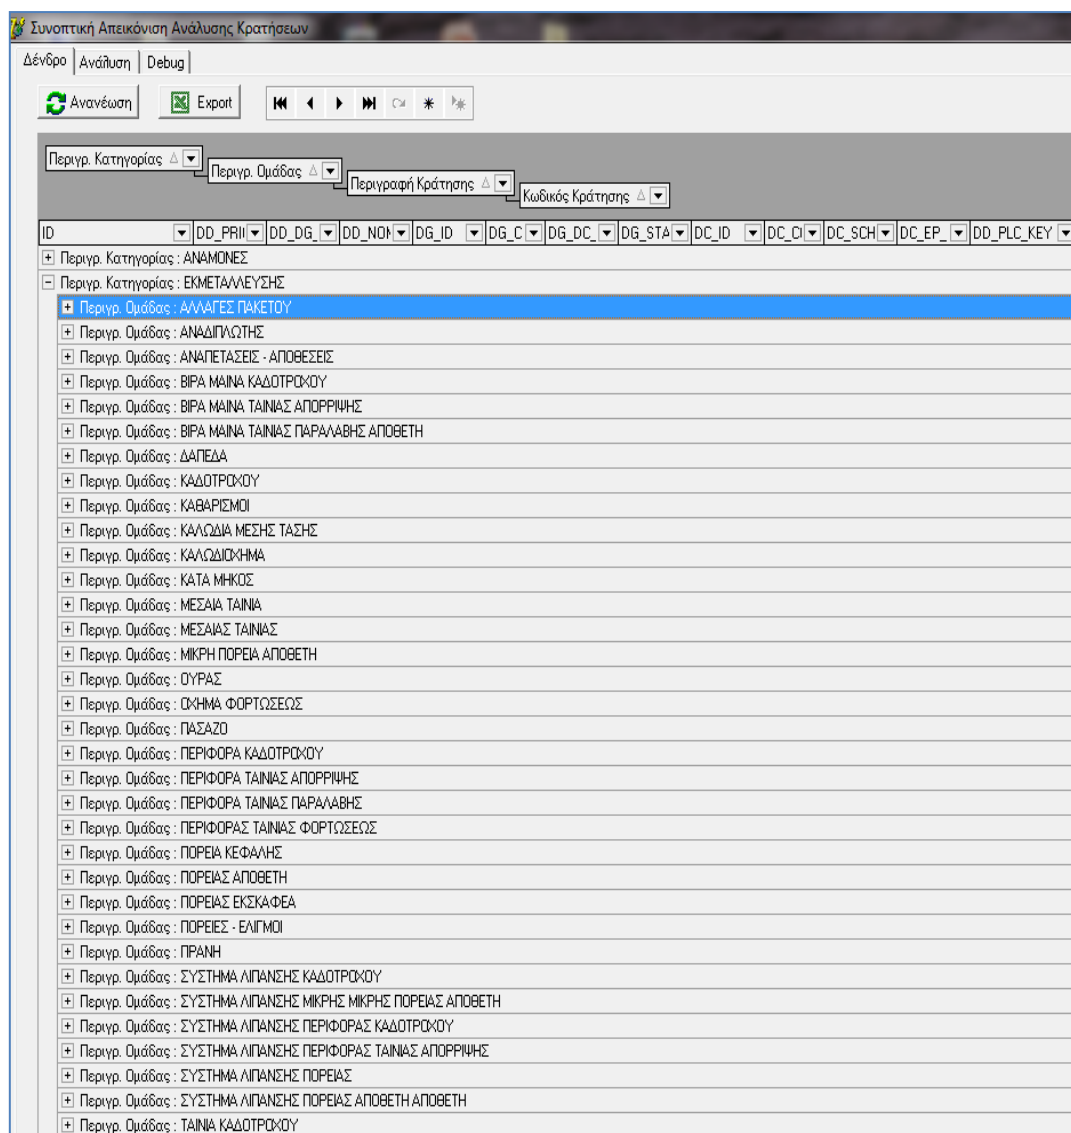 Συνοπτική Απεικόνιση Ανάλυσης Κρατήσεων
Δένδρο Ανάλυση Debug
Ανανέωση Export
Περιγρ. Κατηγορίας
Περιγρ. Ομάδας
Περιγραφή Κράτησης
Κωδικός Κράτησης
ID DD_PRI DD_DG_ DD_NON DG_ID DG_C DG_DC_ DG_STA DC_ID DC_CI DC_SCH DC_EP_ DD_PLC_KEY
Περιγρ. Κατηγορίας : ΑΝΑΜΟΝΕΣ
Περιγρ. Κατηγορίας : ΕΚΜΕΤΑΛΛΕΥΣΗΣ
Περιγρ. Ομάδας : ΑΛΛΑΓΕΣ ΠΑΚΕΤΟΥ
Περιγρ. Ομάδας : ΑΝΑΔΙΠΛΩΤΗΣ
Περιγρ. Ομάδας : ΑΝΑΠΕΤΑΣΕΙΣ - ΑΠΟΘΕΣΕΙΣ
Περιγρ. Ομάδας : ΒΙΡΑ ΜΑΙΝΑ ΚΑΔΟΤΡΟΧΟΥ
Περιγρ. Ομάδας : ΒΙΡΑ ΜΑΙΝΑ ΤΑΙΝΙΑΣ ΑΠΟΡΡΙΨΗΣ
Περιγρ. Ομάδας : ΒΙΡΑ ΜΑΙΝΑ ΤΑΙΝΙΑΣ ΠΑΡΑΛΑΒΗΣ ΑΠΟΘΕΤΗ
Περιγρ. Ομάδας : ΔΑΠΕΔΑ
Περιγρ. Ομάδας : ΚΑΔΟΤΡΟΧΟΥ
Περιγρ. Ομάδας : ΚΑΘΑΡΙΣΜΟΙ
Περιγρ. Ομάδας : ΚΑΛΩΔΙΑ ΜΕΣΗΣ ΤΑΣΗΣ
Περιγρ. Ομάδας : ΚΑΛΩΔΙΟΧΗΜΑ
Περιγρ. Ομάδας : ΚΑΤΑ ΜΗΚΟΣ
Περιγρ. Ομάδας : ΜΕΣΑΙΑ ΤΑΙΝΙΑ
Περιγρ. Ομάδας : ΜΕΣΑΙΑΣ ΤΑΙΝΙΑΣ
Περιγρ. Ομάδας : ΜΙΚΡΗ ΠΟΡΕΙΑ ΑΠΟΘΕΤΗ
Περιγρ. Ομάδας : ΟΥΡΑΣ
Περιγρ. Ομάδας : ΟΧΗΜΑ ΦΟΡΤΩΣΕΩΣ
Περιγρ. Ομάδας : ΠΑΣΑΖΟ
Περιγρ. Ομάδας : ΠΕΡΙΦΟΡΑ ΚΑΔΟΤΡΟΧΟΥ
Περιγρ. Ομάδας : ΠΕΡΙΦΟΡΑ ΤΑΙΝΙΑΣ ΑΠΟΡΡΙΨΗΣ
Περιγρ. Ομάδας : ΠΕΡΙΦΟΡΑ ΤΑΙΝΙΑΣ ΠΑΡΑΛΑΒΗΣ
Περιγρ. Ομάδας : ΠΕΡΙΦΟΡΑΣ ΤΑΙΝΙΑΣ ΦΟΡΤΩΣΕΩΣ
Περιγρ. Ομάδας : ΠΟΡΕΙΑ ΚΕΦΑΛΗΣ
Περιγρ. Ομάδας : ΠΟΡΕΙΑΣ ΑΠΟΘΕΤΗ
Περιγρ. Ομάδας : ΠΟΡΕΙΑΣ ΕΚΣΚΑΦΕΑ
Περιγρ. Ομάδας : ΠΟΡΕΙΕΣ - ΕΛΙΓΜΟΙ
Περιγρ. Ομάδας : ΠΡΑΝΗ
Περιγρ. Ομάδας : ΣΥΣΤΗΜΑ ΛΙΠΑΝΣΗΣ ΚΑΔΟΤΡΟΧΟΥ
Περιγρ. Ομάδας : ΣΥΣΤΗΜΑ ΛΙΠΑΝΣΗΣ ΜΙΚΡΗΣ ΜΙΚΡΗΣ ΠΟΡΕΙΑΣ ΑΠΟΘΕΤΗ
Περιγρ. Ομάδας : ΣΥΣΤΗΜΑ ΛΙΠΑΝΣΗΣ ΠΕΡΙΦΟΡΑΣ ΚΑΔΟΤΡΟΧΟΥ
Περιγρ. Ομάδας : ΣΥΣΤΗΜΑ ΛΙΠΑΝΣΗΣ ΠΕΡΙΦΟΡΑΣ ΤΑΙΝΙΑΣ ΑΠΟΡΡΙΨΗΣ
Περιγρ. Ομάδας : ΣΥΣΤΗΜΑ ΛΙΠΑΝΣΗΣ ΠΟΡΕΙΑΣ
Περιγρ. Ομάδας : ΣΥΣΤΗΜΑ ΛΙΠΑΝΣΗΣ ΠΟΡΕΙΑΣ ΑΠΟΘΕΤΗ ΑΠΟΘΕΤΗ
Περιγρ. Ομάδας : ΤΑΙΝΙΑ ΚΑΔΟΤΡΟΧΟΥ